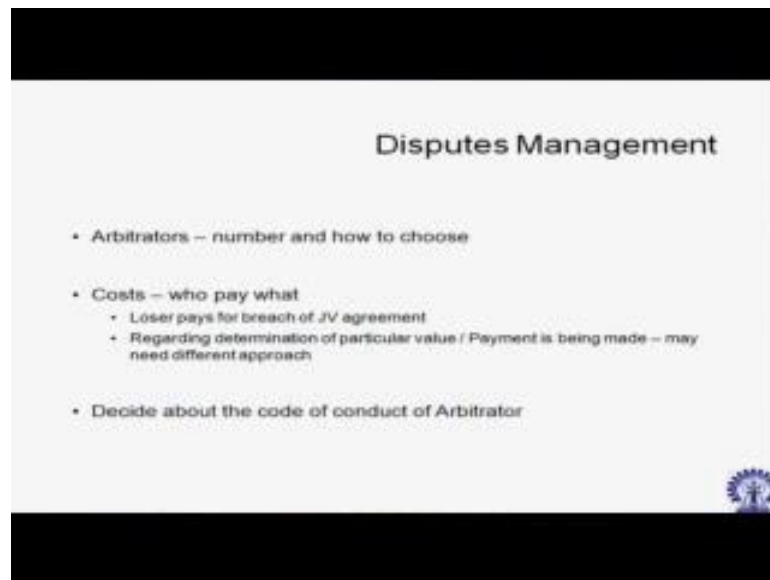 Disputes Management
• Arbitrators – number and how to choose
• Costs – who pay what
• Loser pays for breach of JV agreement
• Regarding determination of particular value / Payment is being made – may
need different approach
• Decide about the code of conduct of Arbitrator